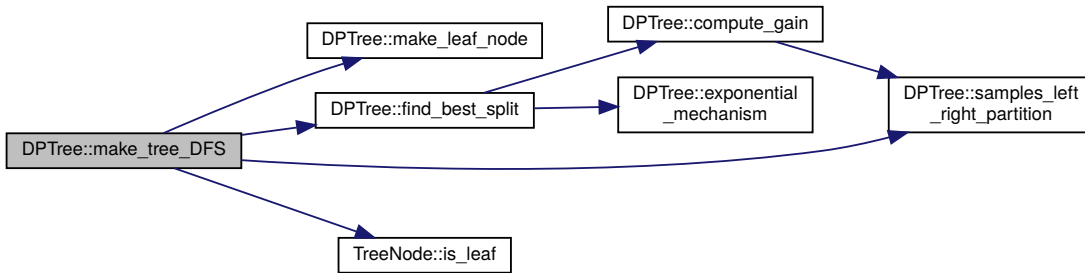 DPTree::make_tree_DFS
DPTree::make_leaf_node
DPTree::find_best_split
TreeNode::is_leaf
DPTree::compute_gain
DPTree::exponential
_mechanism
DPTree::samples_left
_right_partition